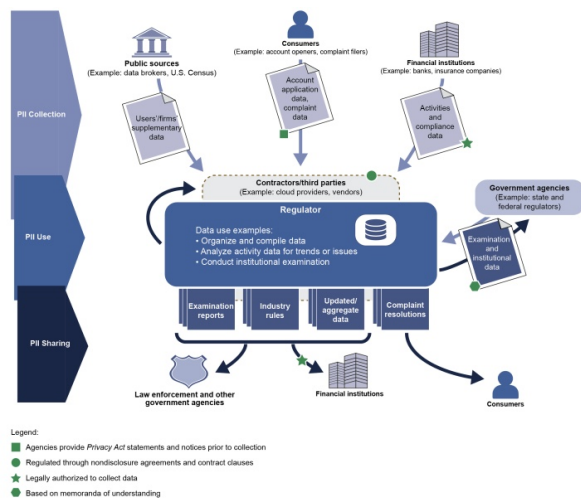 Consumers
(Example: account openers, complaint filers)
Public sources
(Example: data brokers, U.S. Census)
Financial institutions
(Example: banks, insurance companies)
PII Collection
Users'/firms'
supplementary
data
Account
application
data,
complaint
data
Activities
and
compliance
data
Contractors/third parties
(Example: cloud providers, vendors)
Government agencies
(Example: state and
federal regulators)
PII Use
Regulator
Data use examples:
• Organize and compile data
• Analyze activity data for trends or issues
• Conduct institutional examination
Examination
and
institutional
data
PII Sharing
Examination
reports
Industry
rules
Updated/
aggregate
data
Complaint
resolutions
Law enforcement and other
government agencies
Financial institutions
Consumers
Legend:
Agencies provide Privacy Act statements and notices prior to collection
Regulated through nondisclosure agreements and contract clauses
Legally authorized to collect data
Based on memoranda of understanding